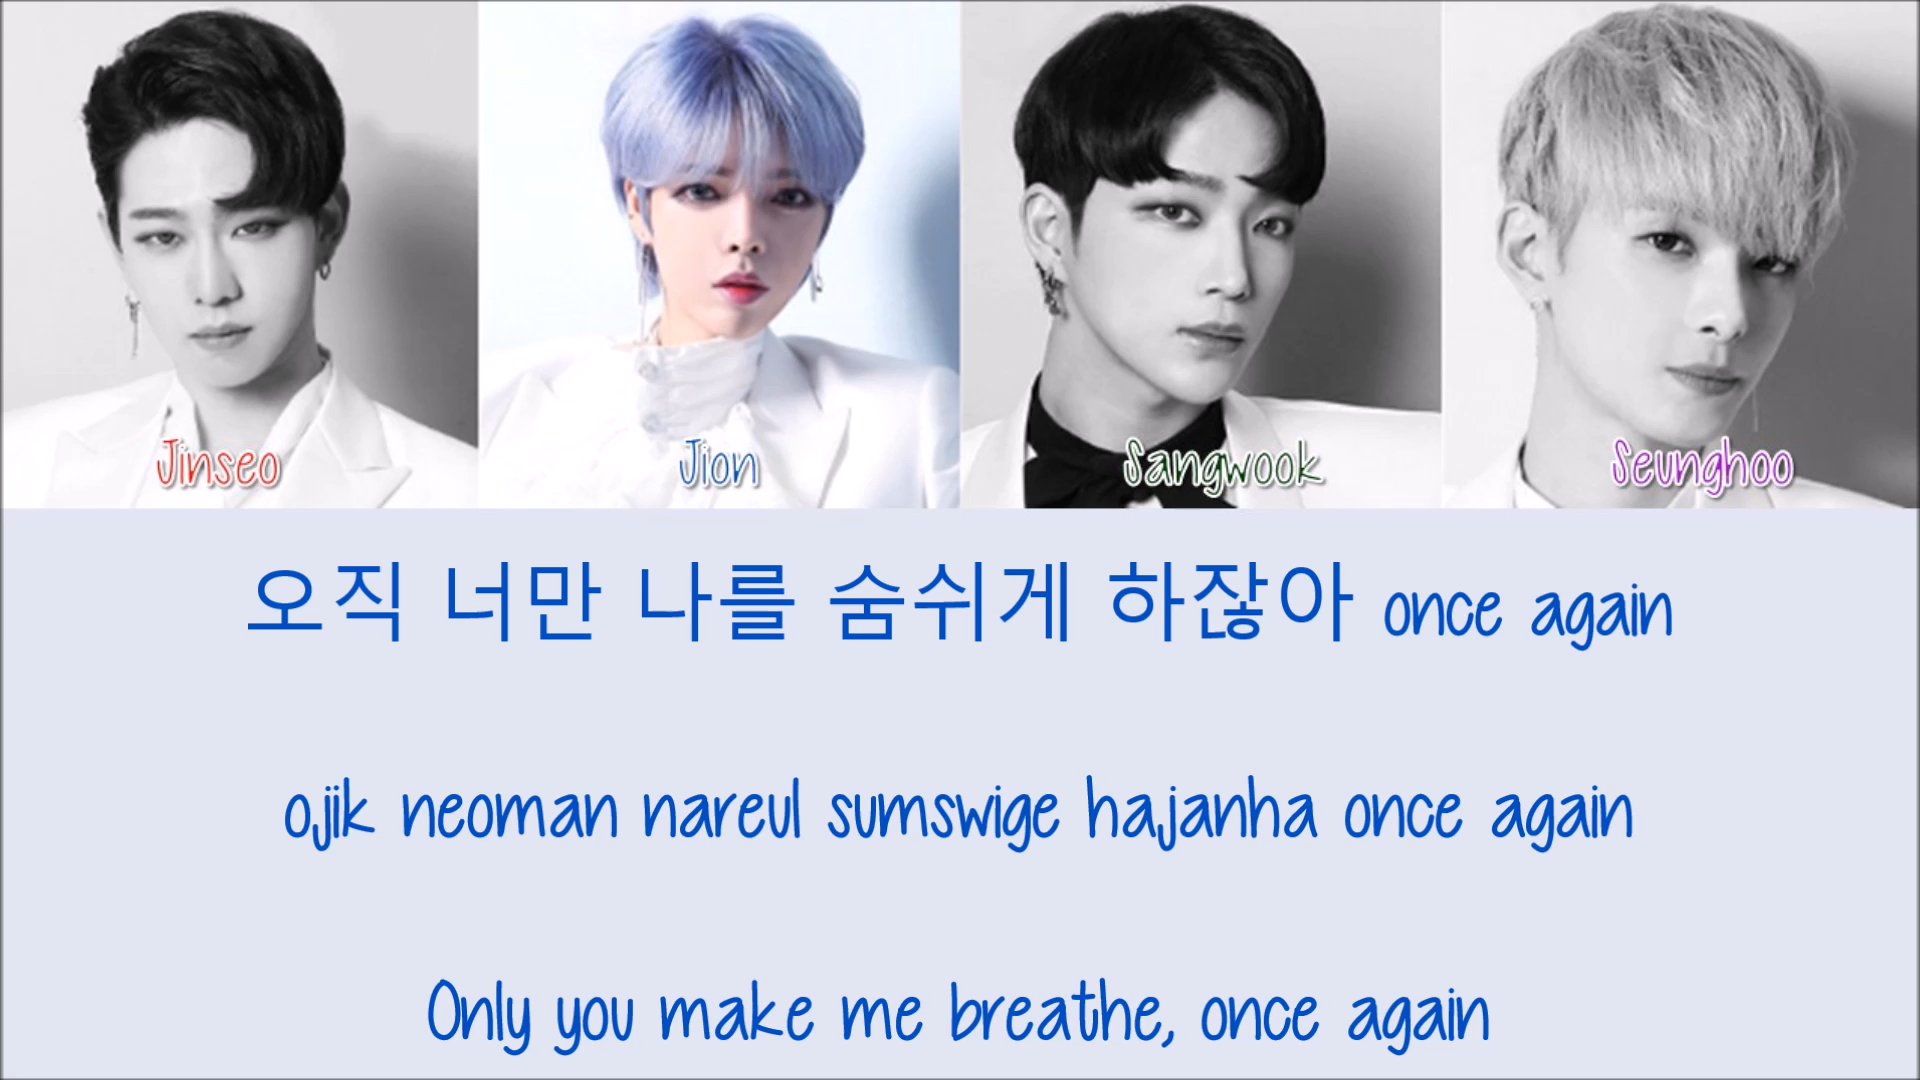 Jinseo
Jion
Sangwook
Seunghoo
오직 너만 나를 숨쉬게 하잖아 once again
ojik neoman nareul sumswige hajanha once again
Only you make me breathe, once again